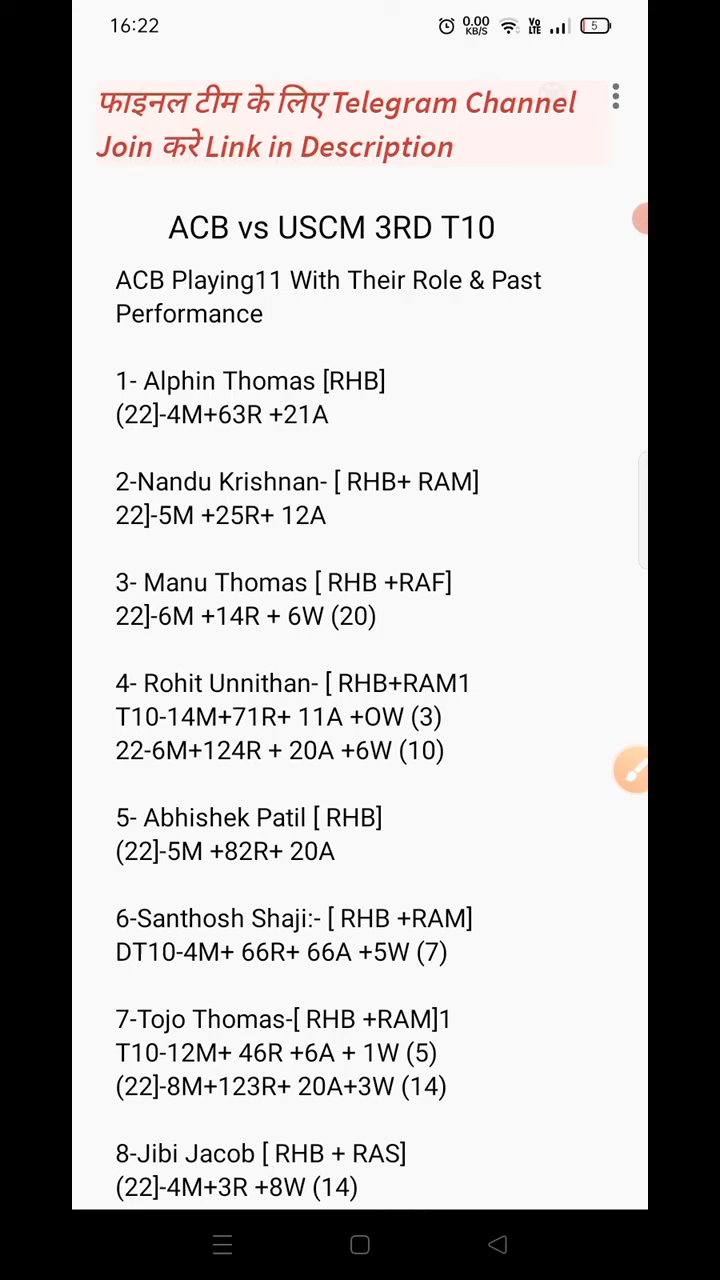 16:22
0.00
KB/S
Vo
LTE
5
फाइनल टीम के लिए Telegram Channel
Join करे Link in Description
ACB vs USCM 3RD T10
ACB Playing11 With Their Role & Past
Performance
1- Alphin Thomas [RHB]
(22]-4M+63R +21A
2-Nandu Krishnan- [ RHB+ RAM]
22]-5M +25R+ 12A
3- Manu Thomas [ RHB +RAF]
22]-6M +14R + 6W (20)
4- Rohit Unnithan- [ RHB+RAM1
T10-14M+71R+ 11A +OW (3)
22-6M+124R + 20A +6W (10)
5- Abhishek Patil [ RHB]
(22]-5M +82R+ 20A
6-Santhosh Shaji:- [ RHB +RAM]
DT10-4M+ 66R+ 66A +5W (7)
7-Tojo Thomas-[ RHB +RAM]1
T10-12M+ 46R +6A + 1W (5)
(22]-8M+123R+ 20A+3W (14)
8-Jibi Jacob [ RHB + RAS]
(22]-4M+3R +8W (14)